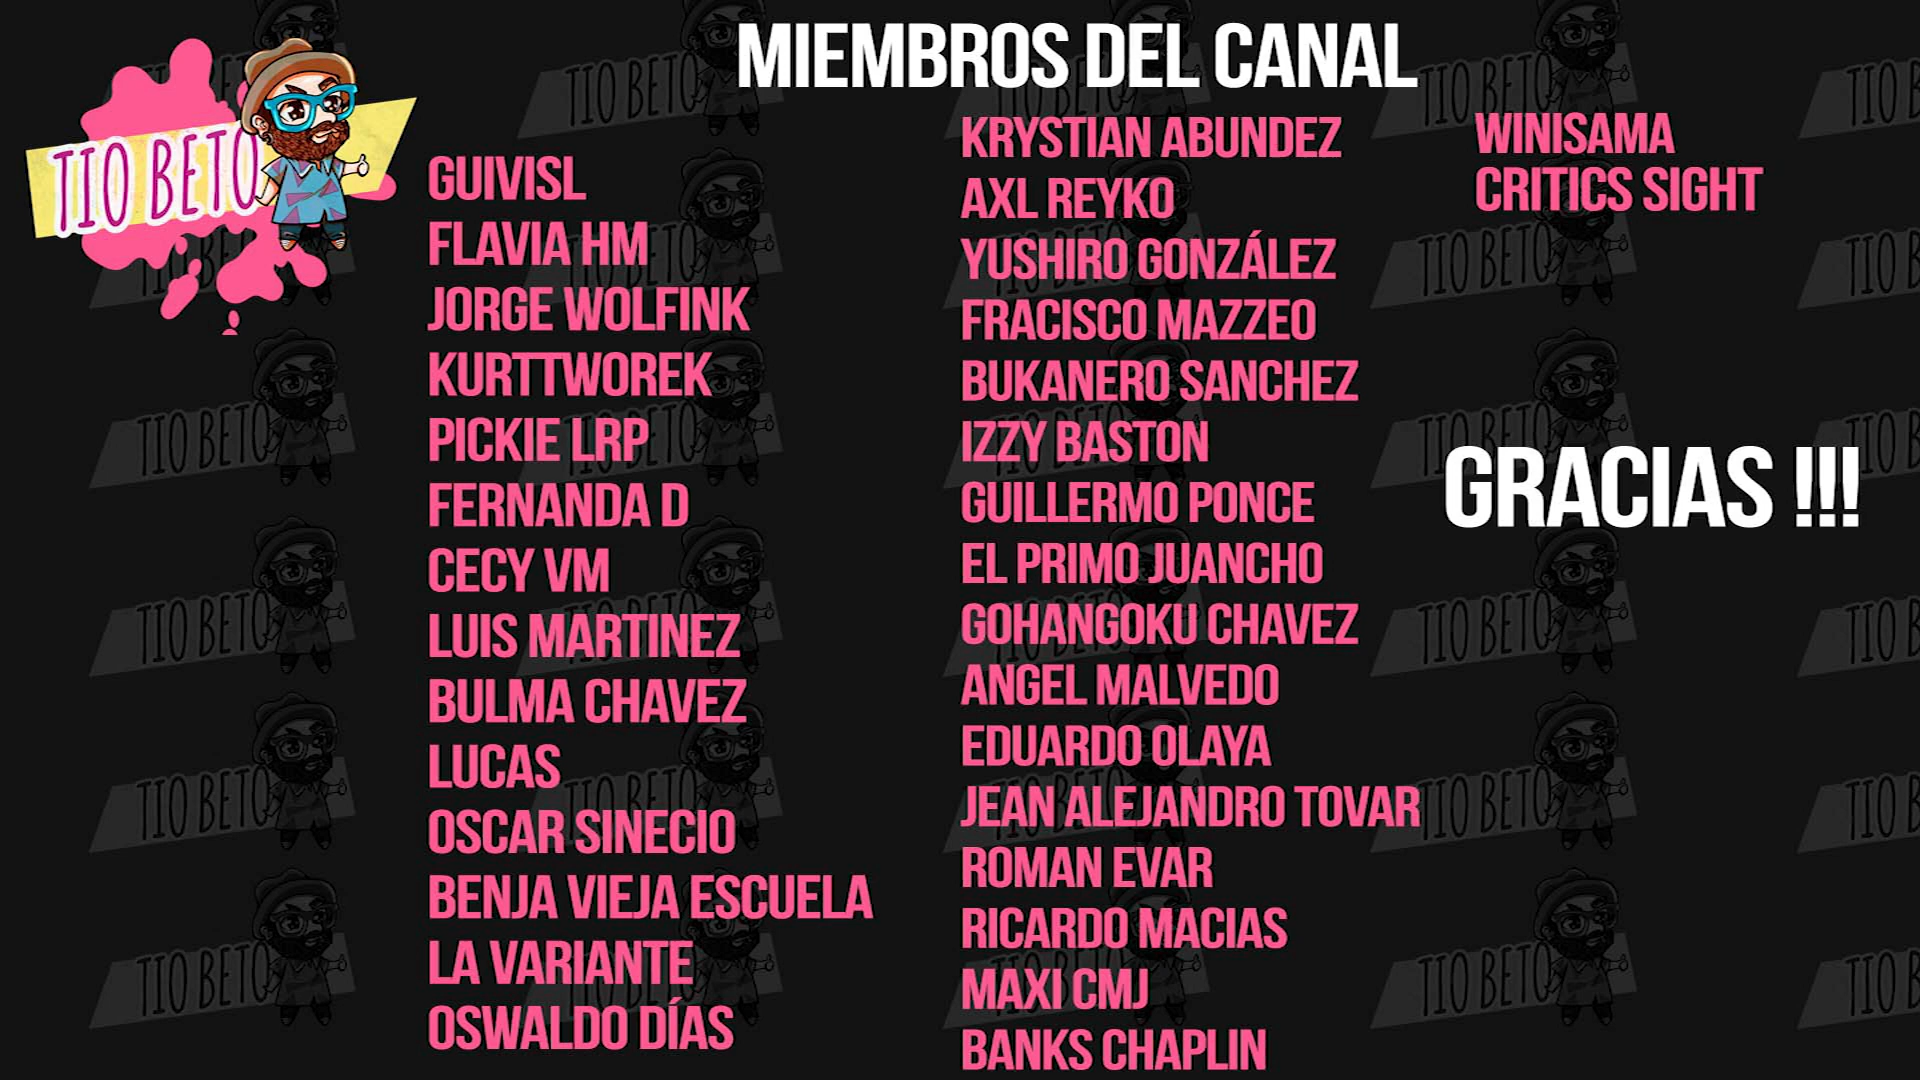 MIEMBROS DEL CANAL
TIO BETO
GUIVISL
FLAVIA HM
JORGE WOLFINK
KURTTWOREK
PICKIE LRP
FERNANDA D
CECY VM
LUIS MARTINEZ
BULMA CHAVEZ
LUCAS
OSCAR SINECIO
BENJA VIEJA ESCUELA
LA VARIANTE
OSWALDO DÍAS
KRYSTIAN ABUNDEZ
AXL REYKO
YUSHIRO GONZÁLEZ
FRACISCO MAZZEO
BUKANERO SANCHEZ
IZZY BASTON
GUILLERMO PONCE
EL PRIMO JUANCHO
GOHANGOKU CHAVEZ
ANGEL MALVEDO
EDUARDO OLAYA
JEAN ALEJANDRO TOVAR
ROMAN EVAR
RICARDO MACIAS
MAXI CMJ
BANKS CHAPLIN
WINISAMA
CRITICS SIGHT
GRACIAS !!!